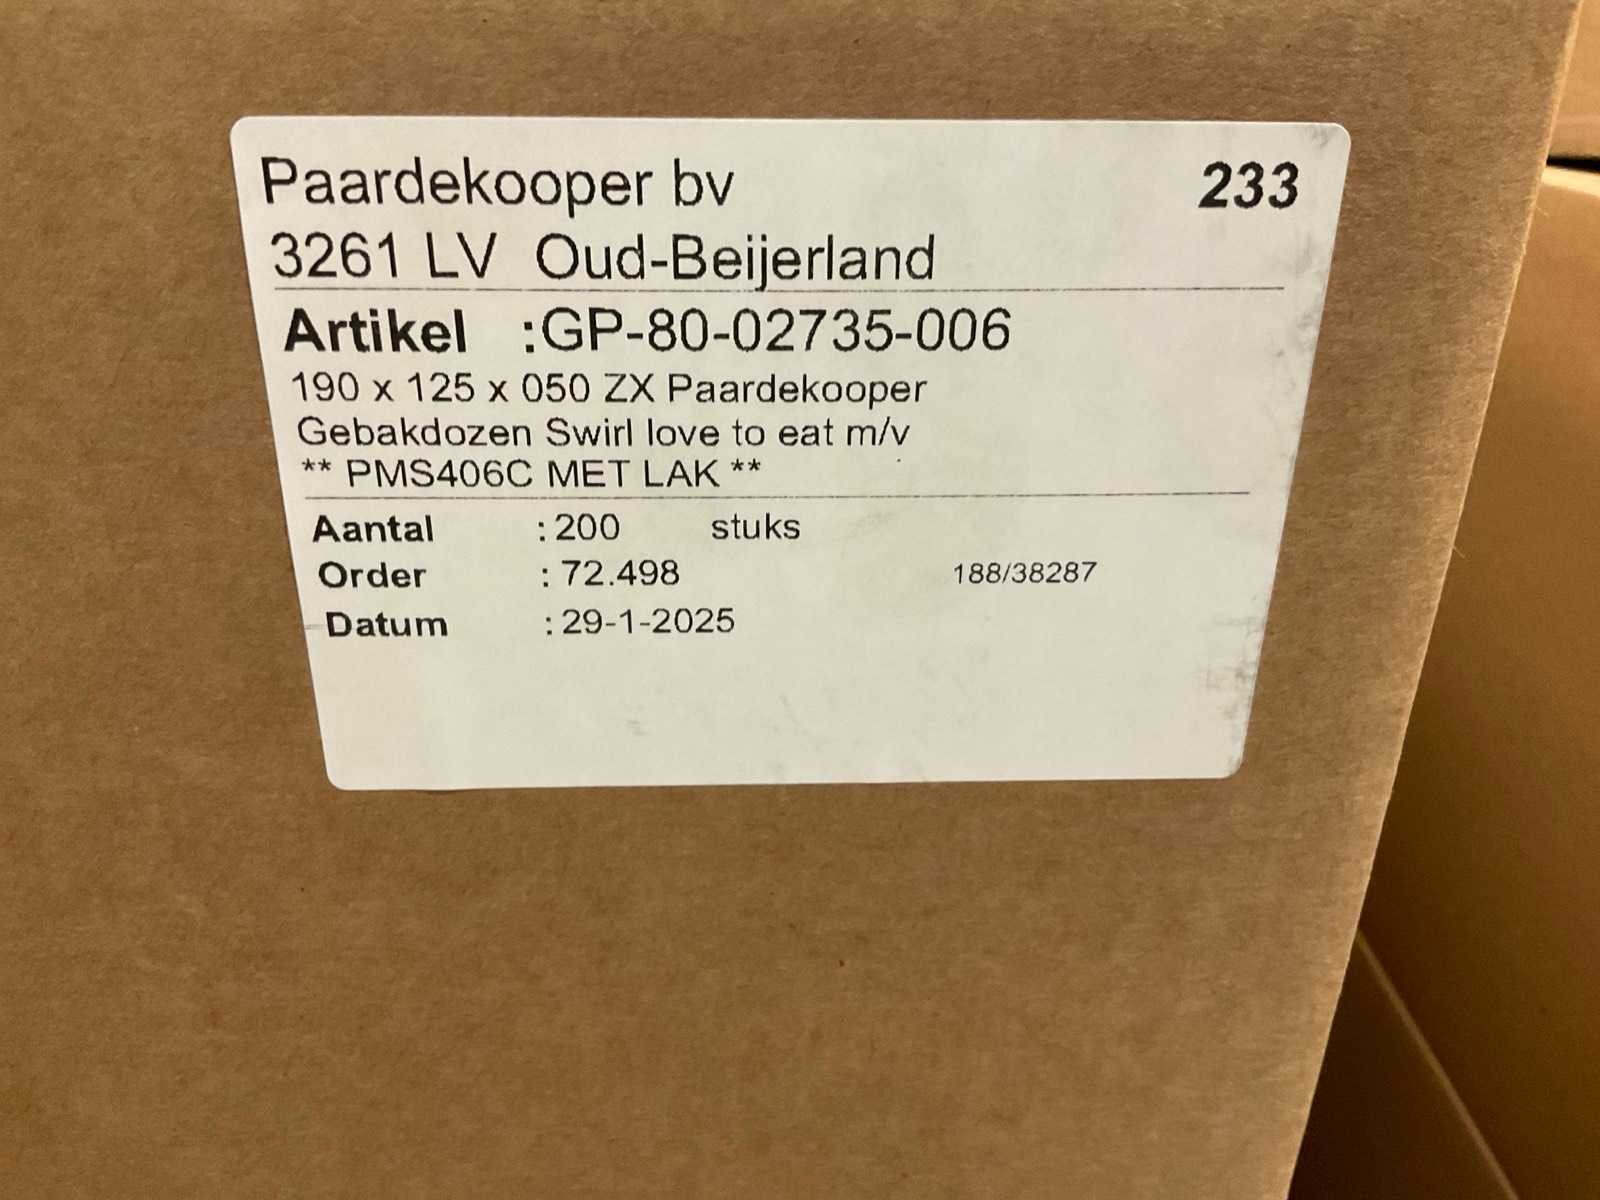 Paardekooper bv 233
3261 LV Oud-Beijerland
Artikel :GP-80-02735-006
190 x 125 x 050 ZX Paardekooper
Gebakdozen Swirl love to eat m/v
** PMS406C MET LAK **
Aantal : 200 stuks
Order : 72.498 188/38287
Datum : 29-1-2025